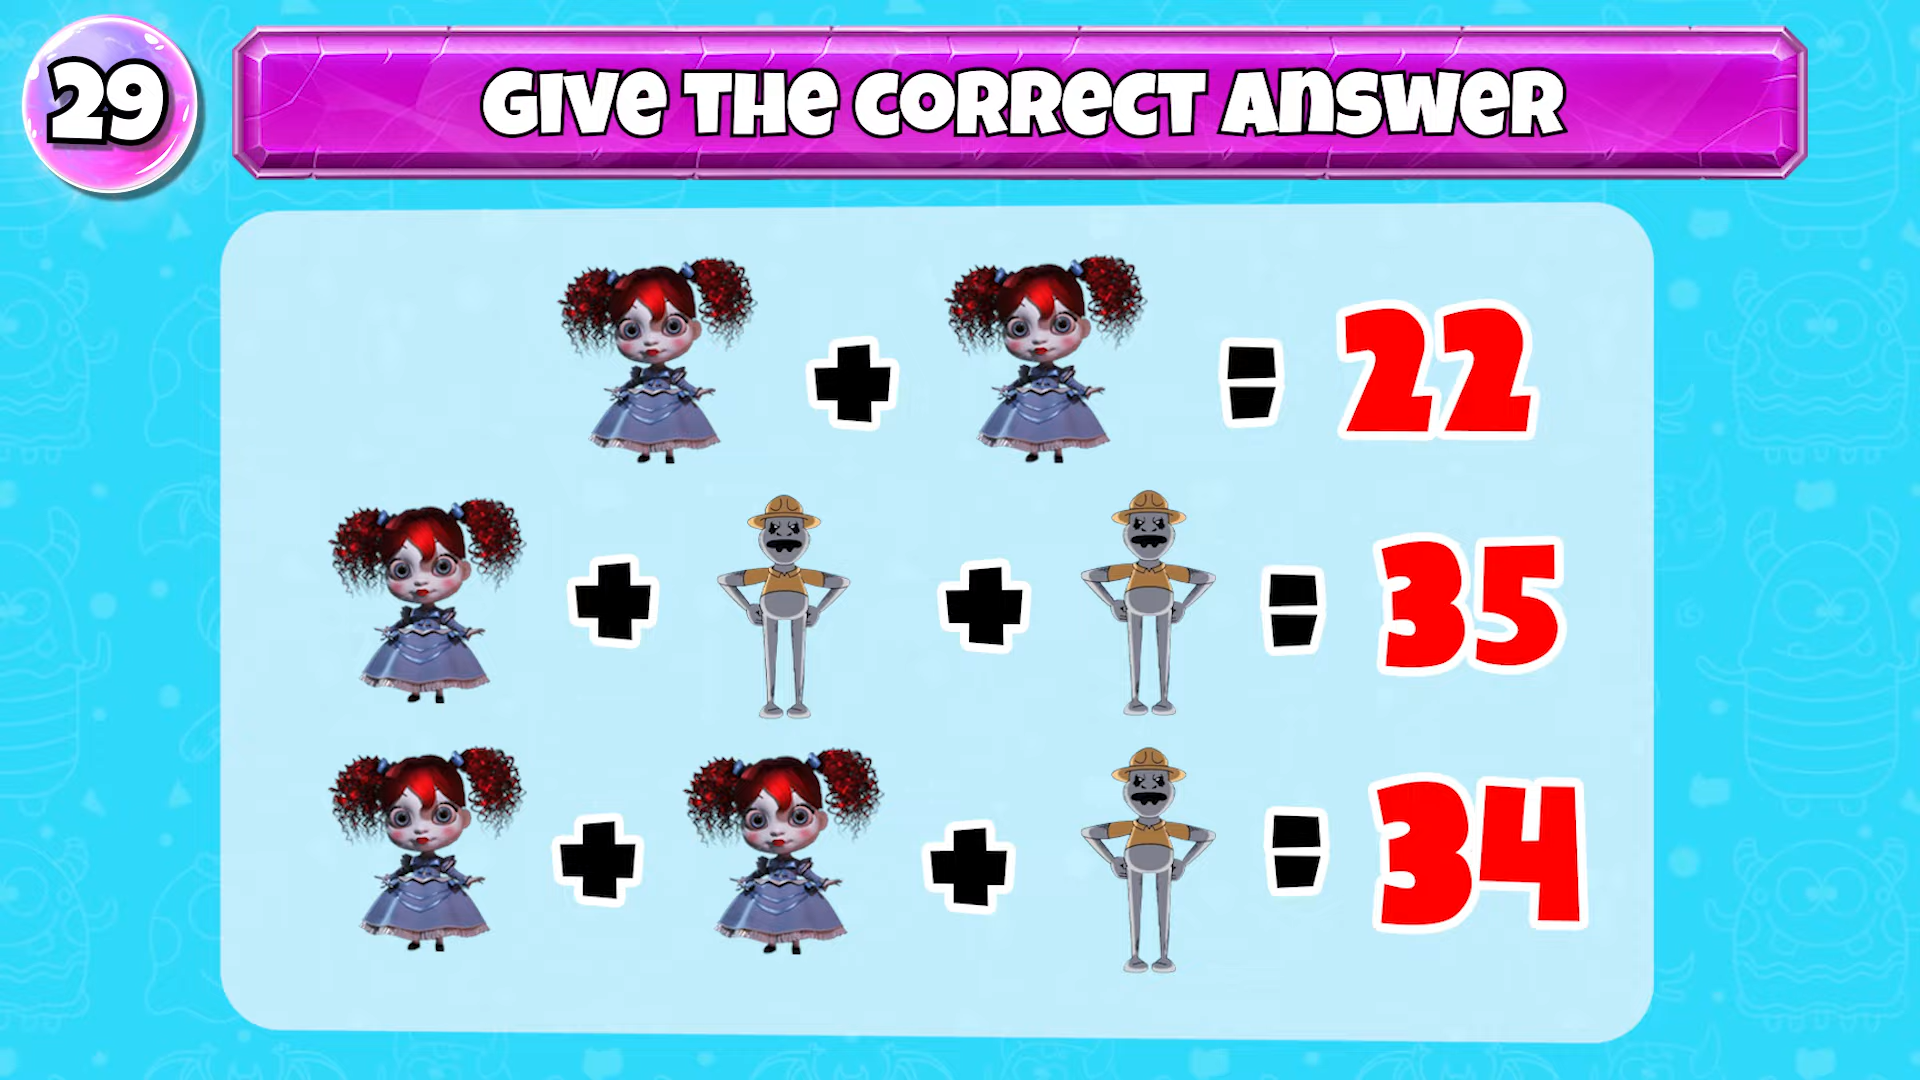 29
GIVE THE CORRECT ANSWER
+ = 22
+ + = 35
+ + = 34